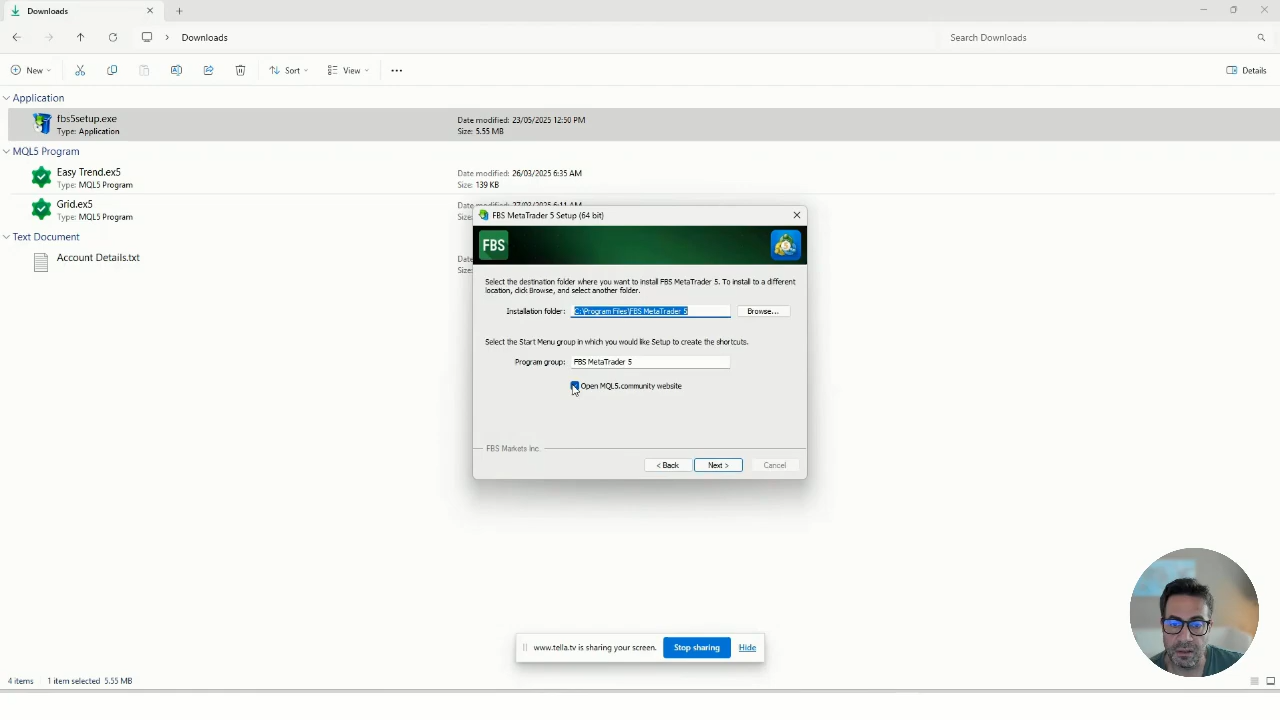 Downloads
Downloads
Search Downloads
New
Sort
View
Details
Application
fbs5setup.exe
Type: Application
Date modified: 23/05/2025 12:50 PM
Size: 5.55 MB
MQL5 Program
Easy Trend.ex5
Type: MQL5 Program
Date modified: 26/03/2025 6:35 AM
Size: 139 KB
Grid.ex5
Type: MQL5 Program
Size:
Text Document
Account Details.txt
Size:
FBS MetaTrader 5 Setup (64 bit)
FBS
Select the destination folder where you want to install FBS MetaTrader 5. To install to a different
location, click Browse, and select another folder.
Installation folder: C:\Program Files\FBS MetaTrader 5 Browse...
Select the Start Menu group in which you would like Setup to create the shortcuts.
Program group: FBS MetaTrader 5
Open MQL5.community website
FBS Markets Inc.
< Back Next > Cancel
www.tella.tv is sharing your screen. Stop sharing Hide
4 items 1 item selected 5.55 MB